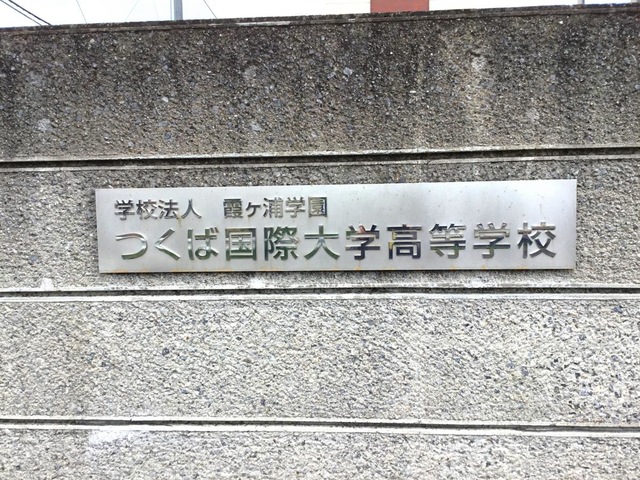 学校法人　霞ヶ浦学園
つくば国際大学高等学校